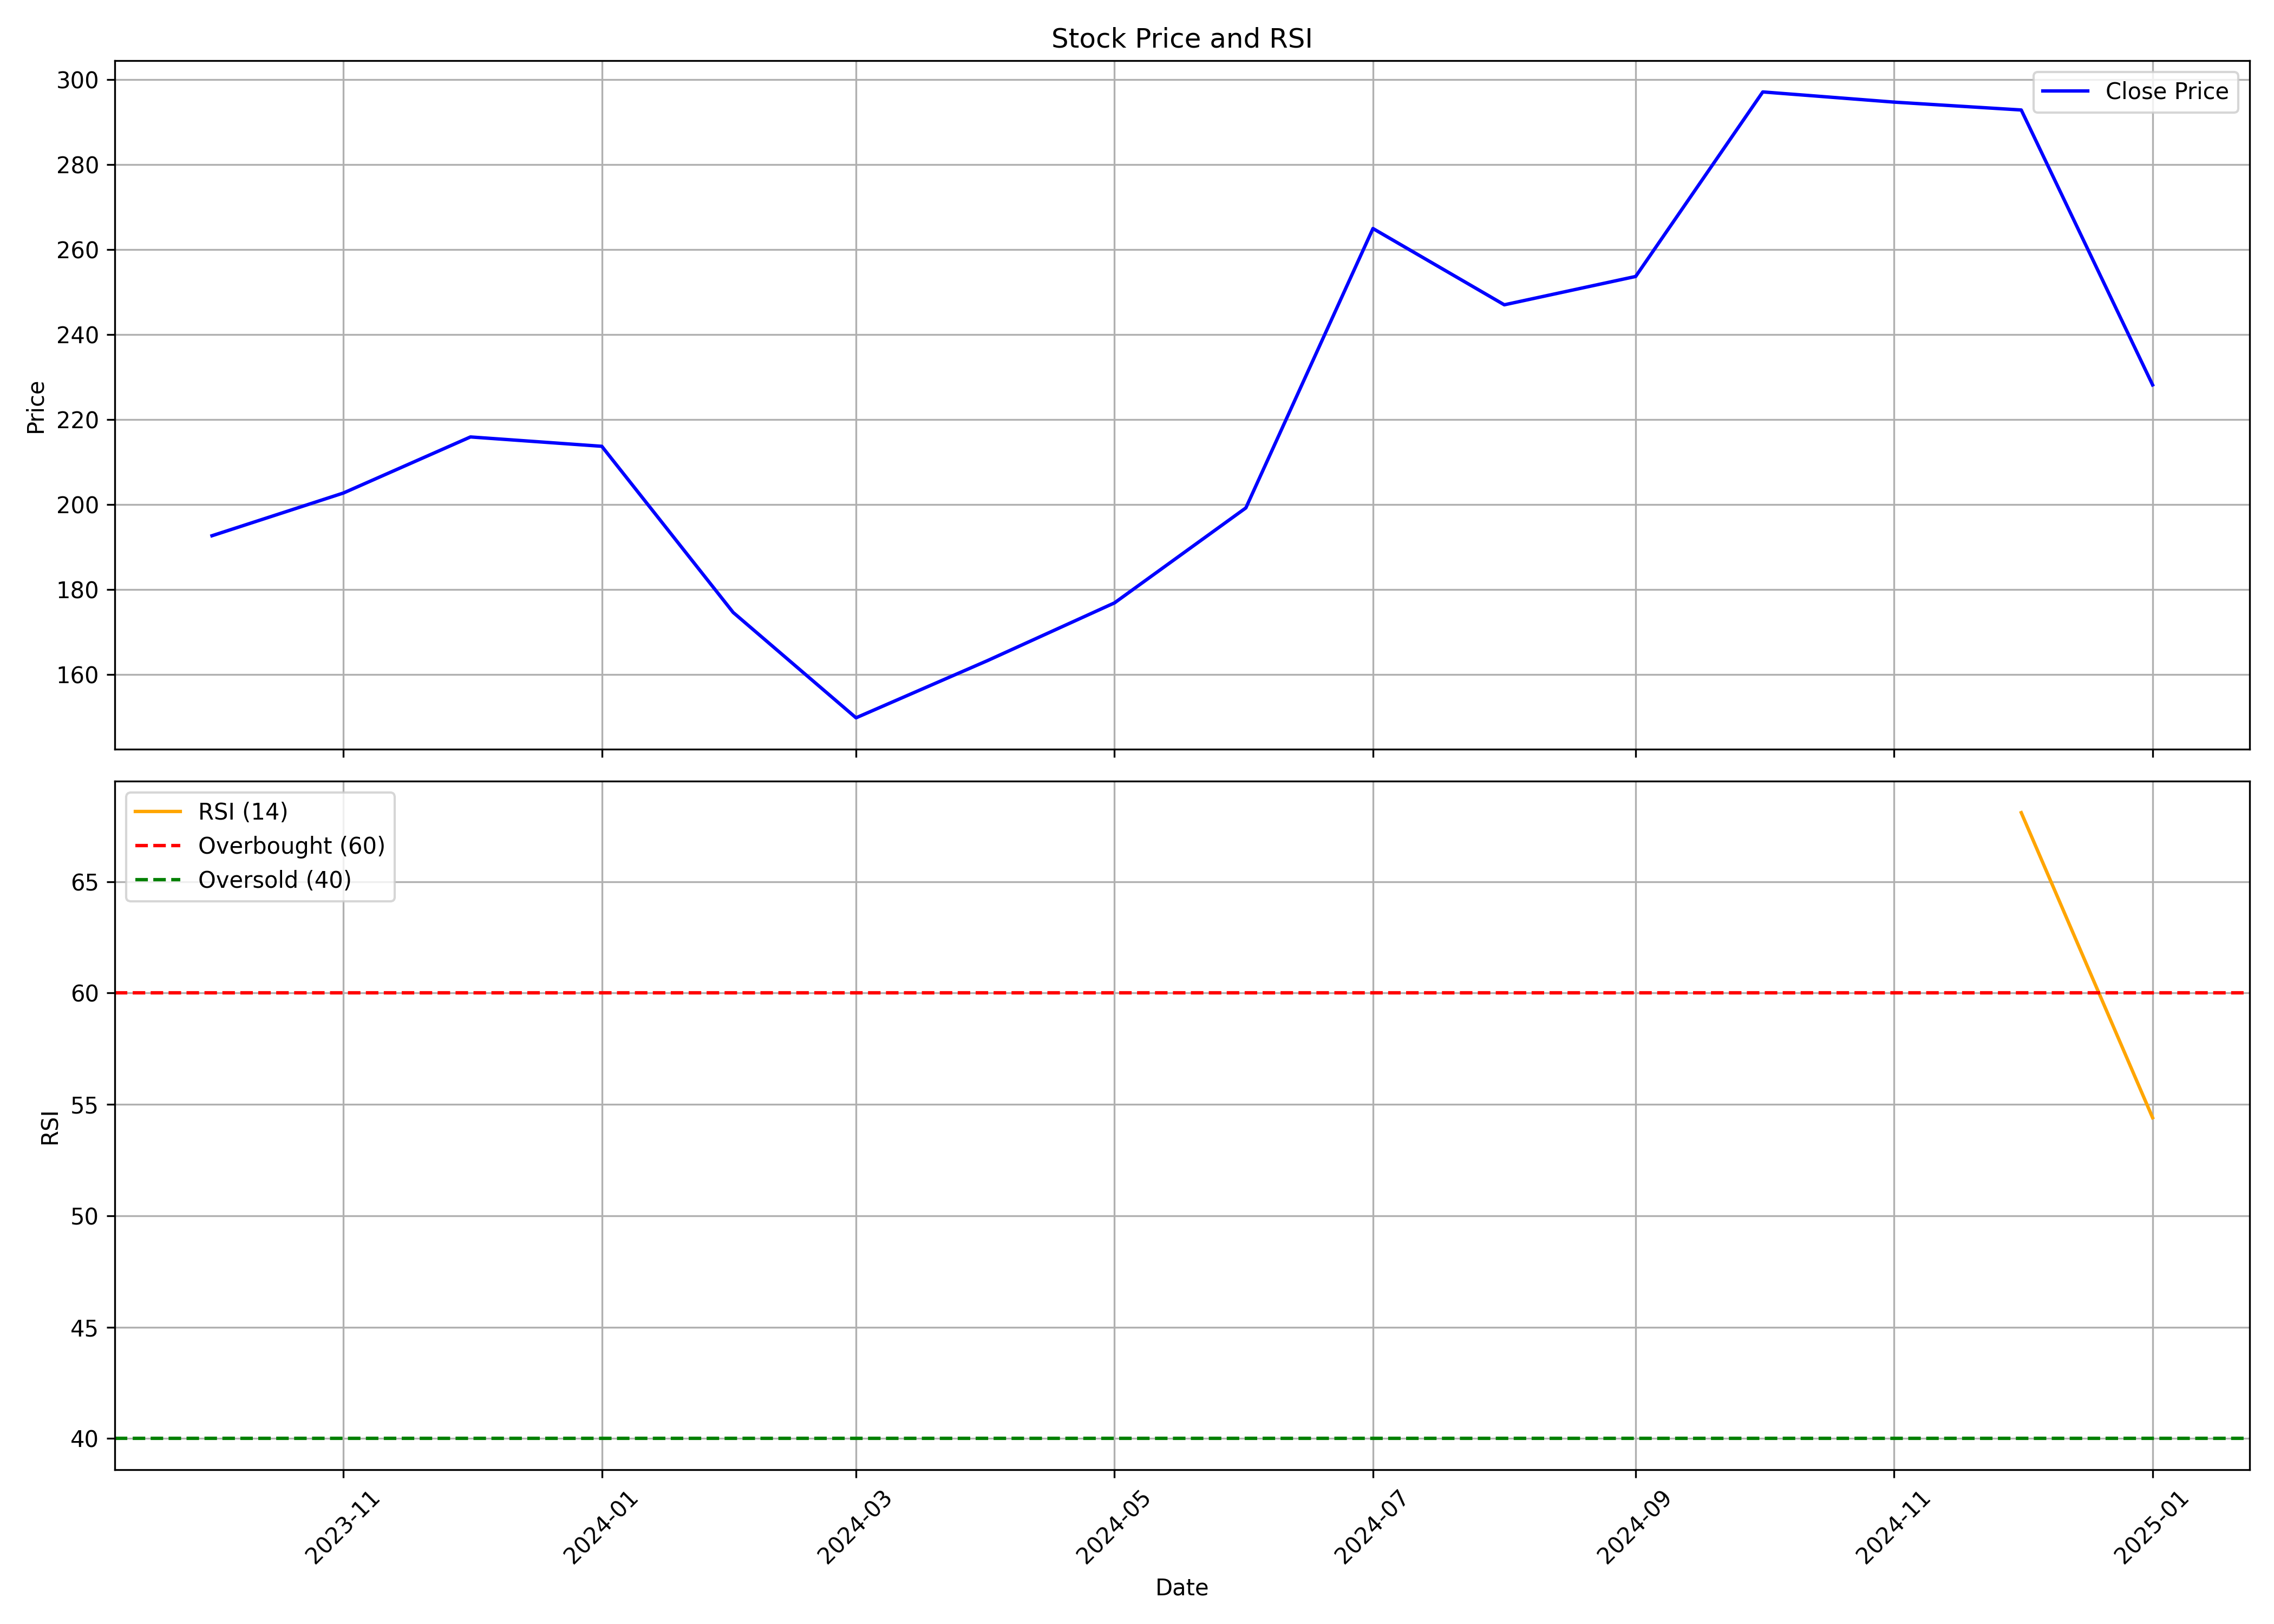 Stock Price and RSI
Close Price
300
280
260
240
220
200
180
160
Price
RSI (14)
Overbought (60)
Oversold (40)
65
60
55
50
45
40
RSI
2023-11
2024-01
2024-03
2024-05
2024-07
2024-09
2024-11
2025-01
Date